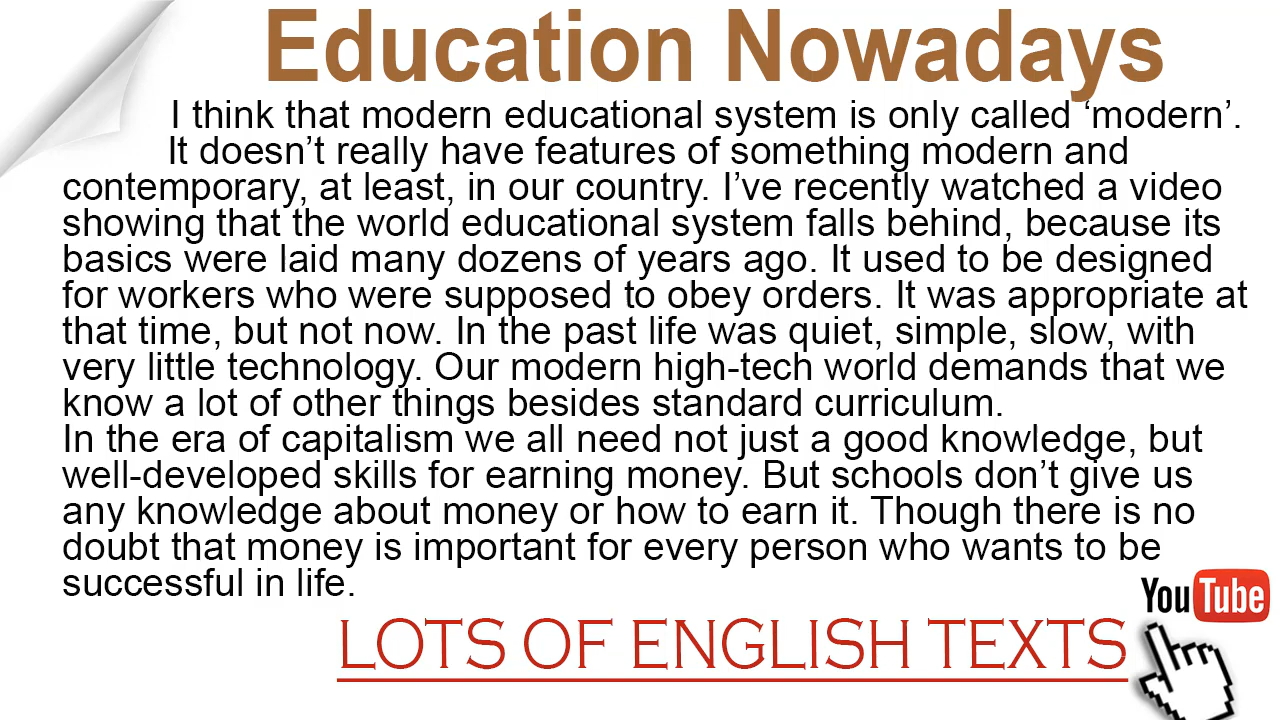 Education Nowadays
I think that modern educational system is only called ‘modern’.
It doesn’t really have features of something modern and
contemporary, at least, in our country. I’ve recently watched a video
showing that the world educational system falls behind, because its
basics were laid many dozens of years ago. It used to be designed
for workers who were supposed to obey orders. It was appropriate at
that time, but not now. In the past life was quiet, simple, slow, with
very little technology. Our modern high-tech world demands that we
know a lot of other things besides standard curriculum.
In the era of capitalism we all need not just a good knowledge, but
well-developed skills for earning money. But schools don’t give us
any knowledge about money or how to earn it. Though there is no
doubt that money is important for every person who wants to be
successful in life.
YouTube
LOTS OF ENGLISH TEXTS